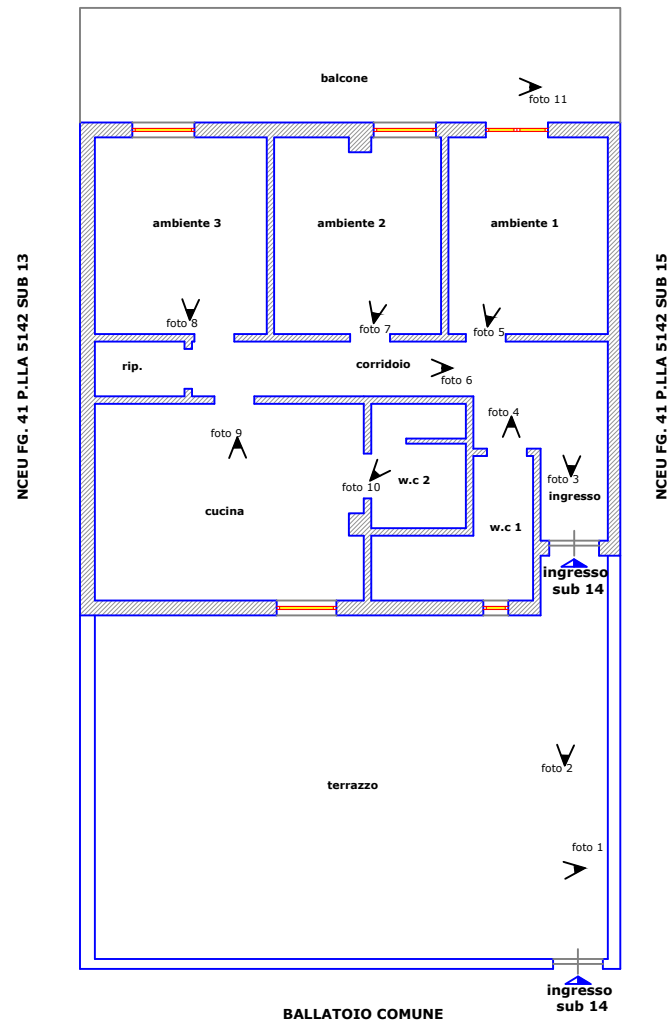 balcone
foto 11
ambiente 3
ambiente 2
ambiente 1
NCEU FG. 41 P.LLA 5142 SUB 13
NCEU FG. 41 P.LLA 5142 SUB 15
foto 8
foto 7
foto 5
rip.
corridoio
foto 6
foto 4
foto 9
foto 10
w.c 2
foto 3
ingresso
cucina
w.c 1
ingresso
sub 14
foto 2
terrazzo
foto 1
ingresso
sub 14
BALLATOIO COMUNE